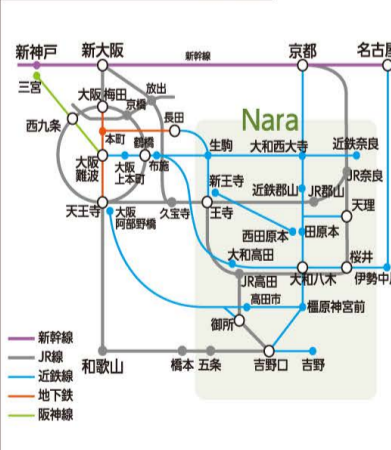 新神戸
新大阪
新幹線
京都
名古屋
三宮
大阪梅田
放出
京橋
長田
西九条
本町
鶴橋
Nara
生駒
大和西大寺
近鉄奈良
大阪
難波
大阪
上本町
布施
新王寺
JR奈良
近鉄郡山
JR郡山
天王寺
大阪
阿部野橋
久宝寺
王寺
天理
西田原本
田原本
大和高田
桜井
JR高田
大和八木
伊勢中川
高田市
橿原神宮前
御所
新幹線
JR線
近鉄線
地下鉄
阪神線
和歌山
橋本
五条
吉野口
吉野